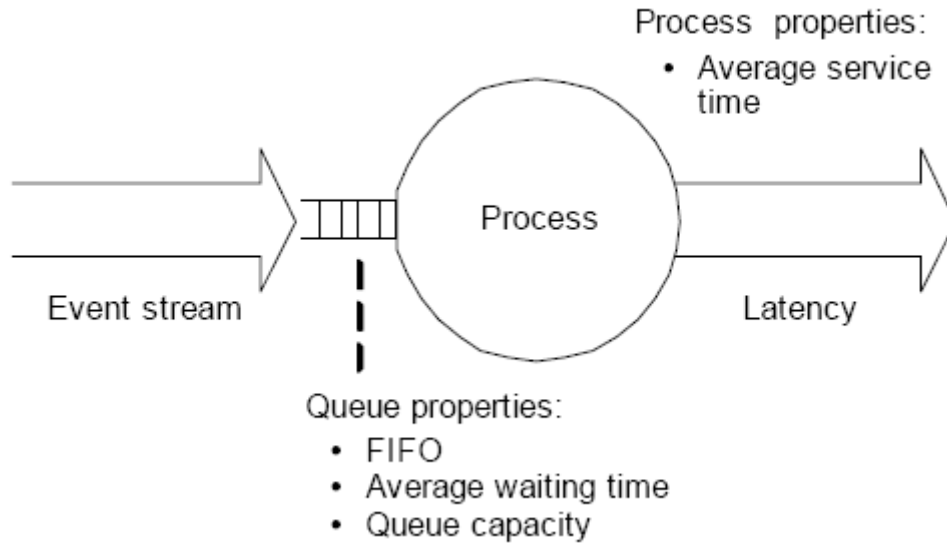 Process properties:
• Average service
time
Process
Event stream
Latency
Queue properties:
• FIFO
• Average waiting time
• Queue capacity